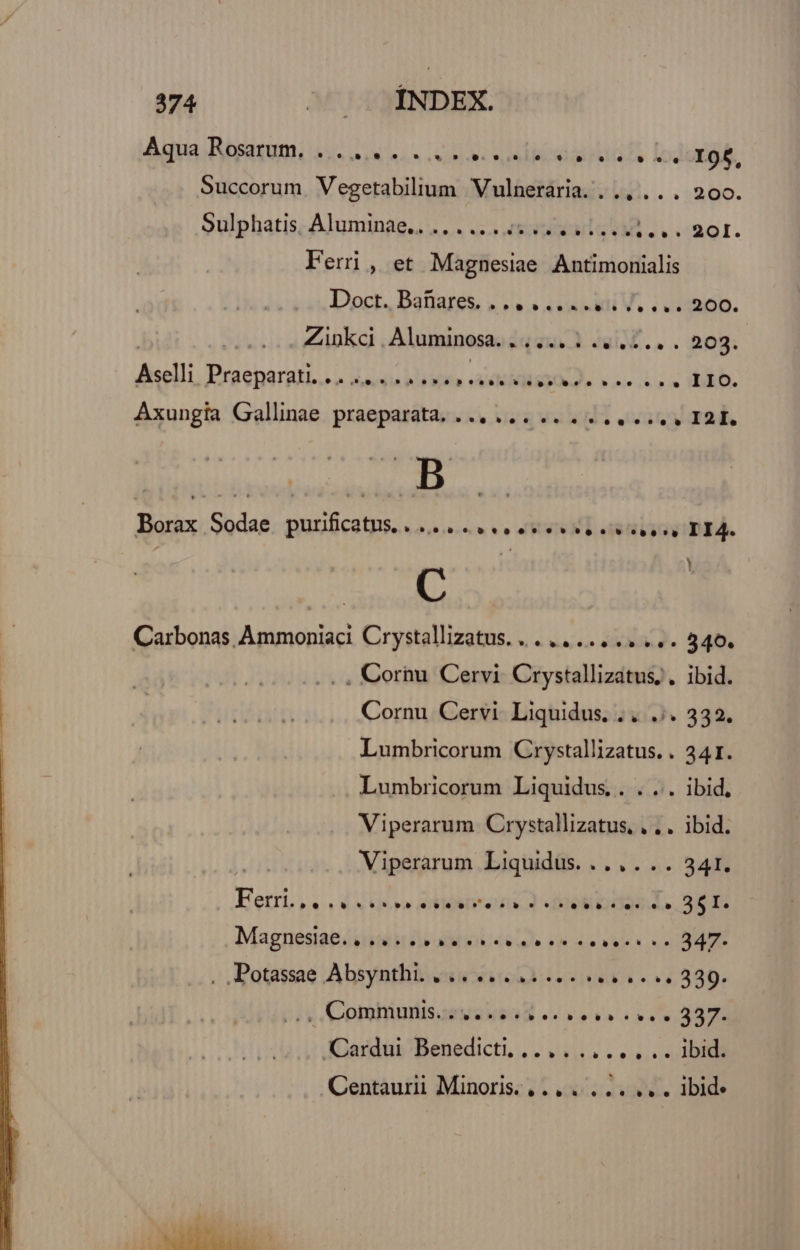 374 ÍNDEX.
Aqua Rosarum. . . . . . . . . . . . . . . . . . . . . . 195.
Succorum Vegetabilium Vulneraria. . . . . . . 200.
Sulphatis Aluminae. . . . . . . . . . . . . . . . . . 201.
Ferri, et Magnesiae Antimonialis
Doct. Bañares. . . . . . . . . . . . . . . . 200.
Zinkci Aluminosa. . . . . . . . . . . . . . 203.
Aselli Praeparati. . . . . . . . . . . . . . . . . . . . . . 110.
Axungia Gallinae praeparata. . . . . . . . . . . . . . 121.
B
Borax Sodae purificatus. . . . . . . . . . . . . . . . . . 114.
C
Carbonas Ammoniaci Crystallizatus. . . . . . . . . . . 340.
Cornu Cervi Crystallizatus. . ibid.
Cornu Cervi Liquidus. . . . . 332.
Lumbricorum Crystallizatus. . 341.
Lumbricorum Liquidus. . . . . ibid.
Viperarum Crystallizatus. . . . ibid.
Viperarum Liquidus. . . . . . . 341.
Ferri. . . . . . . . . . . . . . . . . . . . . . . . 351.
Magnesiae. . . . . . . . . . . . . . . . . . . . . 347.
Potassae Absynthi. . . . . . . . . . . . . . . . 339.
Communis. . . . . . . . . . . . . . . . . 337.
Cardui Benedicti. . . . . . . . . . . . ibid.
Centaurii Minoris. . . . . . . . . . . ibid.